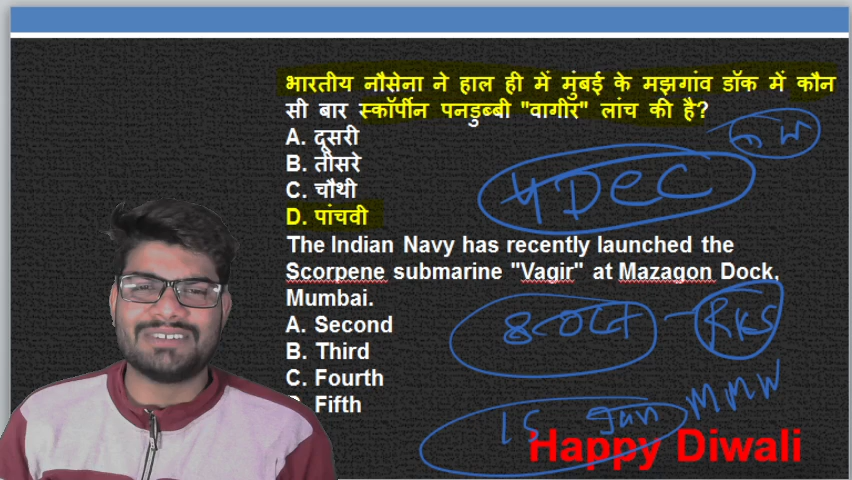 भारतीय नौसेना ने हाल ही में मुंबई के मझगांव डॉक में कौन
सी बार स्कॉर्पीन पनडुब्बी "वागीर" लांच की है?
A. दूसरी
B. तीसरे
C. चौथी
D. पांचवी
The Indian Navy has recently launched the
Scorpene submarine "Vagir" at Mazagon Dock,
Mumbai.
A. Second
B. Third
C. Fourth
Fifth
4 DEC
8 oct
RKS
15 Jun
Happy Diwali